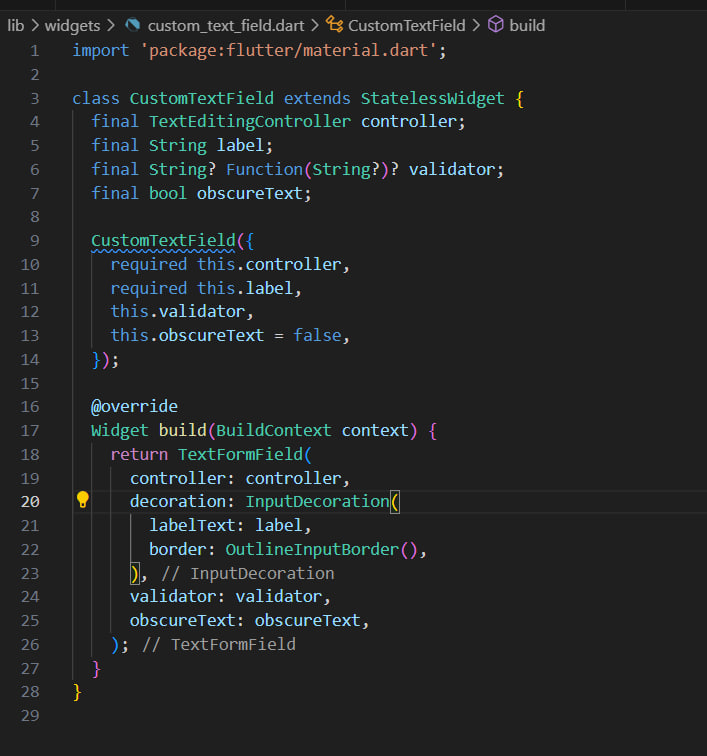 lib > widgets > custom_text_field.dart > CustomTextField > build
1 import 'package:flutter/material.dart';
2
3 class CustomTextField extends StatelessWidget {
4   final TextEditingController controller;
5   final String label;
6   final String? Function(String?)? validator;
7   final bool obscureText;
8
9   CustomTextField({
10     required this.controller,
11     required this.label,
12     this.validator,
13     this.obscureText = false,
14   });
15
16   @override
17   Widget build(BuildContext context) {
18     return TextFormField(
19       controller: controller,
20       decoration: InputDecoration(
21         labelText: label,
22         border: OutlineInputBorder(),
23       ), // InputDecoration
24       validator: validator,
25       obscureText: obscureText,
26     ); // TextFormField
27   }
28 }
29